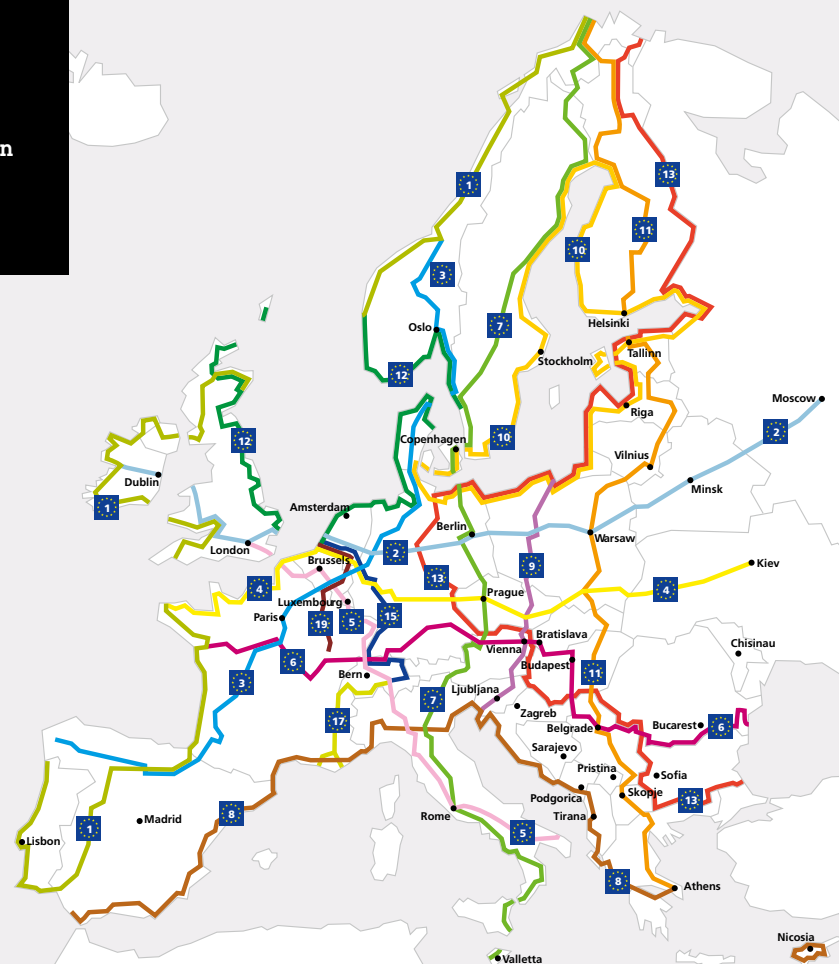 n
1
13
11
10
3
Oslo
7
Helsinki
Stockholm
Tallinn
12
Moscow
Riga
2
12
Copenhagen
10
Vilnius
Dublin
Minsk
1
Amsterdam
Berlin
London
2
Warsaw
Brussels
9
Kiev
4
13
4
Luxembourg
Prague
Paris
19
5
15
Bratislava
Vienna
Chisinau
6
Budapest
3
Bern
11
Ljubljana
7
Zagreb
17
Belgrade
Bucarest
6
Sarajevo
Pristina
Sofia
Podgorica
Skopje
13
Madrid
8
Rome
Tirana
1
5
Lisbon
8
Athens
Nicosia
Valletta